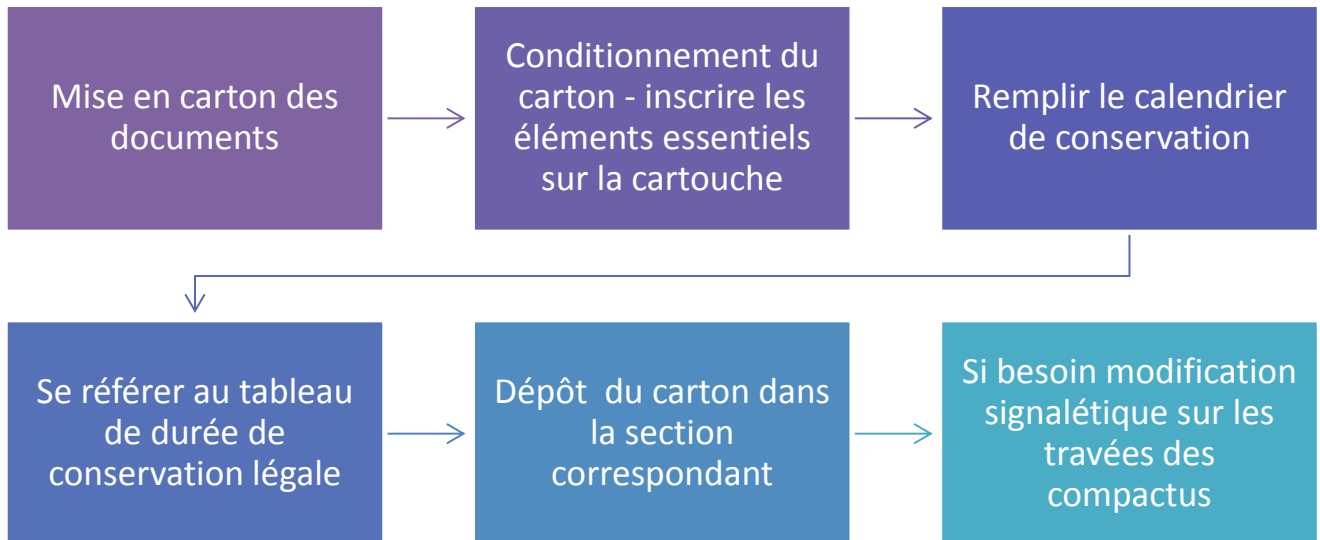 Mise en carton des
documents
Conditionnement du
carton - inscrire les
éléments essentiels
sur la cartouche
Remplir le calendrier
de conservation
Se référer au tableau
de durée de
conservation légale
Dépôt du carton dans
la section
correspondant
Si besoin modification
signalétique sur les
travées des
compactus